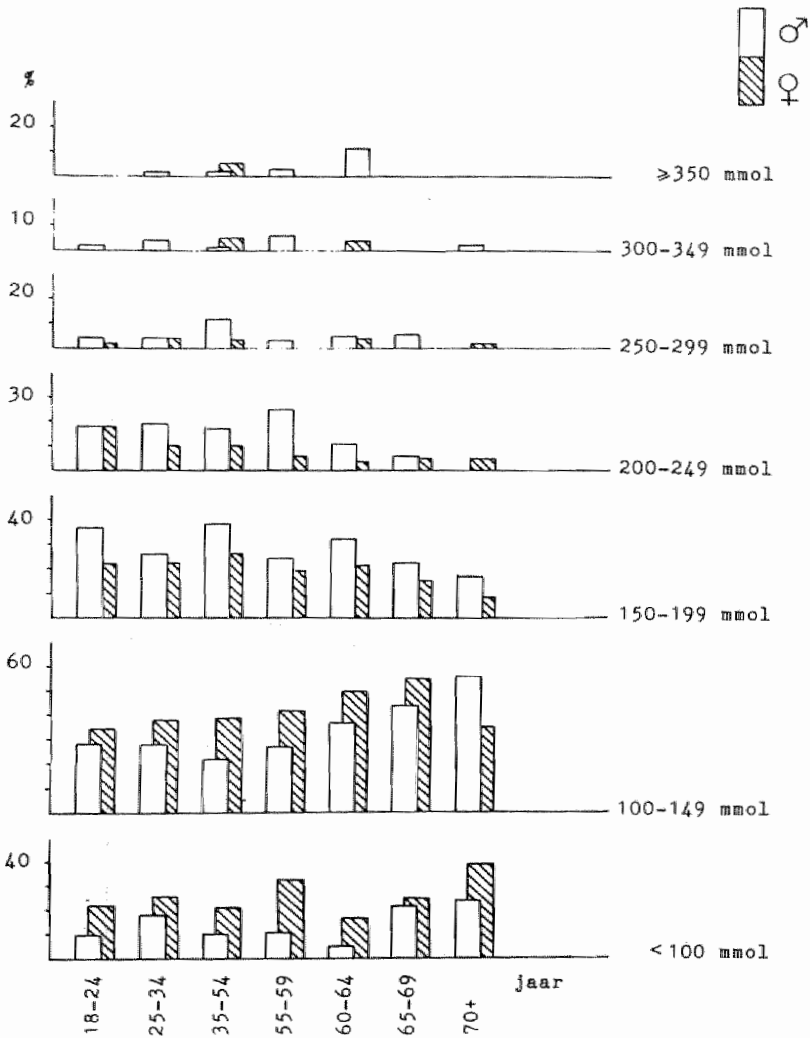 ♂
♀
%
20
≥350 mmol
10
300-349 mmol
20
250-299 mmol
30
200-249 mmol
40
150-199 mmol
60
100-149 mmol
40
<100 mmol
jaar
18-24
25-34
35-54
55-59
60-64
65-69
70+